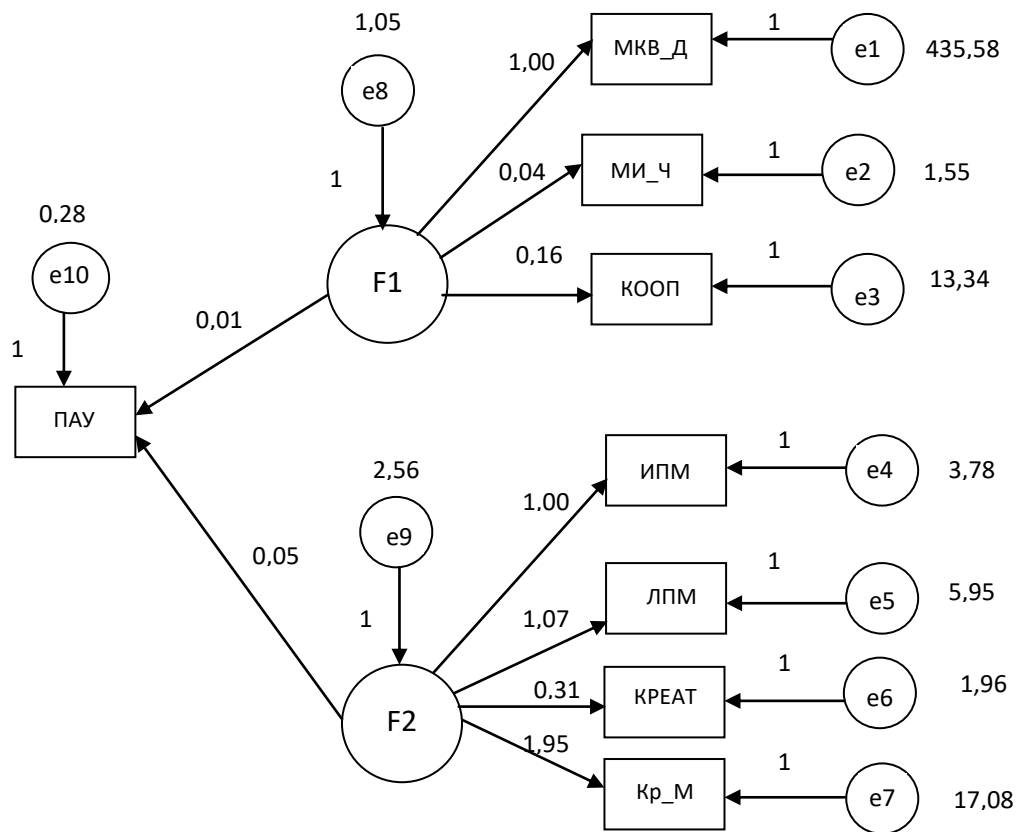 1,05
e8
1
1,00
МКВ_Д
1
e1
435,58
0,04
МИ_Ч
1
e2
1,55
0,28
e10
1
F1
0,16
КООП
1
e3
13,34
0,01
ПАУ
2,56
e9
1
1,00
ИПМ
1
e4
3,78
0,05
1,07
ЛПМ
1
e5
5,95
F2
0,31
КРЕАТ
1
e6
1,96
1,95
Кр_М
1
e7
17,08